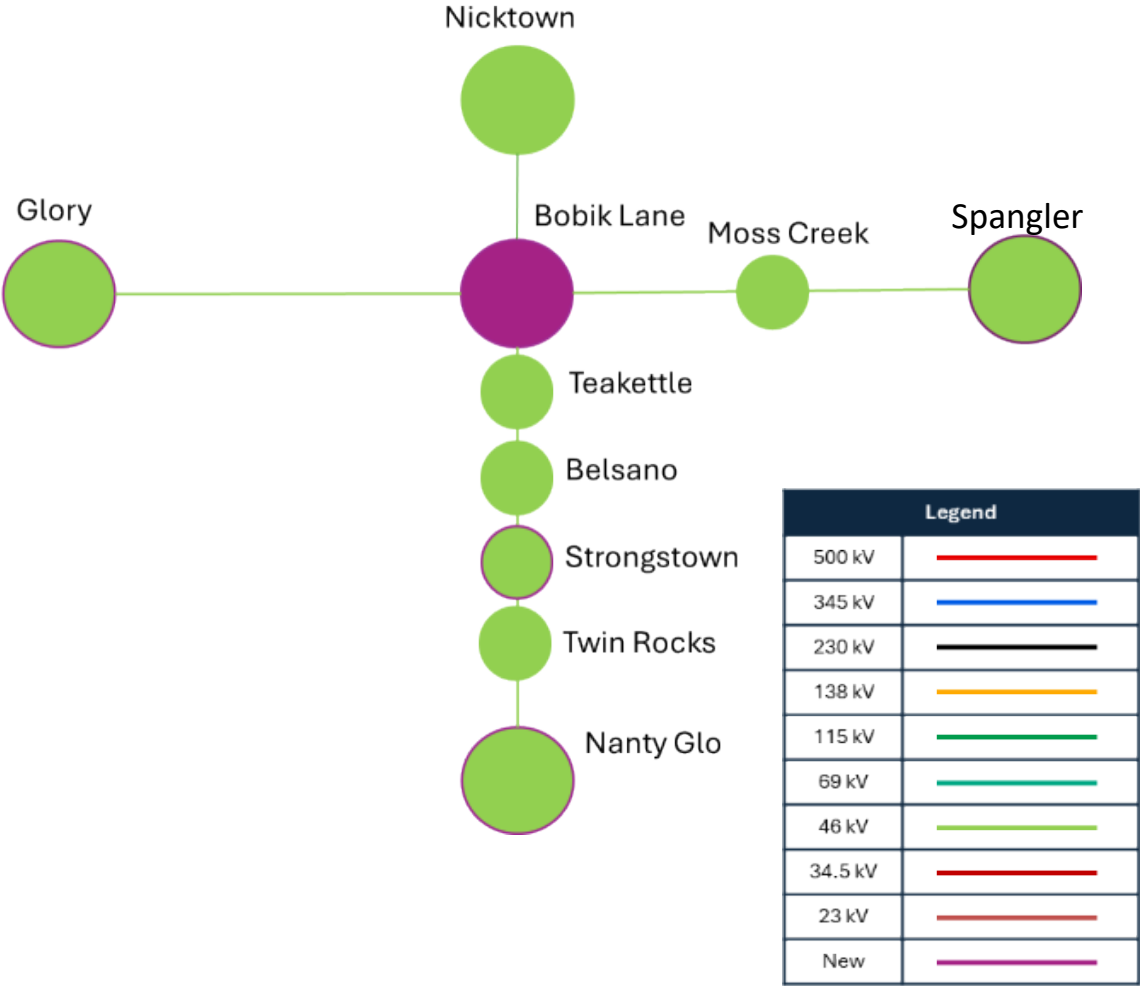 Nicktown
Glory
Bobik Lane
Moss Creek
Spangler
Teakettle
Belsano
Strongstown
Twin Rocks
Nanty Glo
Legend
500 kV
345 kV
230 kV
138 kV
115 kV
69 kV
46 kV
34.5 kV
23 kV
New